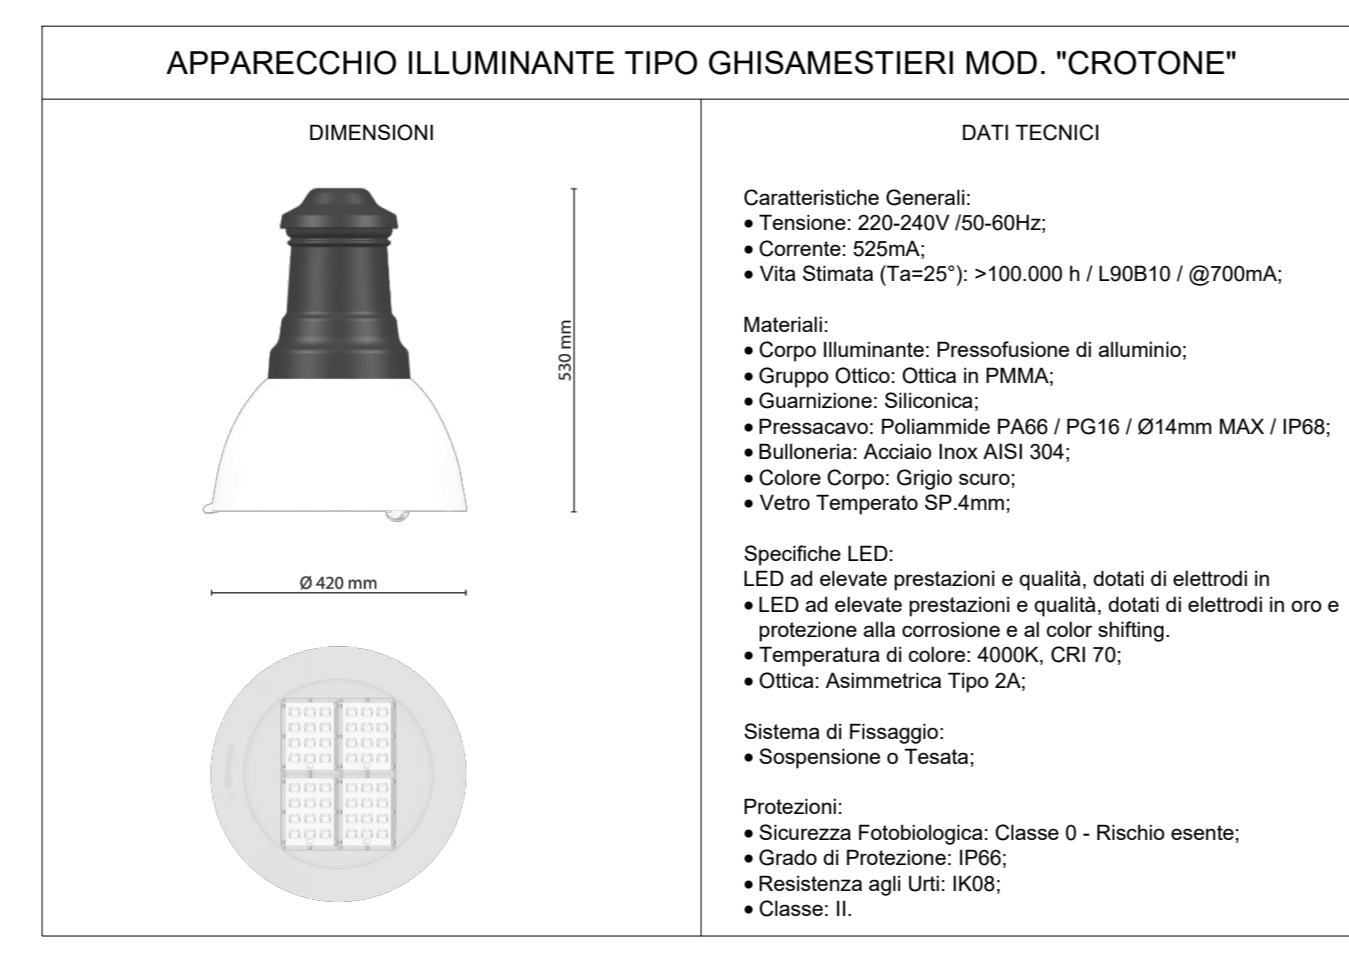 APPARECCHIO ILLUMINANTE TIPO GHISAMESTIERI MOD. "CROTONE"
DIMENSIONI
530 mm
Ø 420 mm
DATI TECNICI
Caratteristiche Generali:
• Tensione: 220-240V /50-60Hz;
• Corrente: 525mA;
• Vita Stimata (Ta=25°): >100.000 h / L90B10 / @700mA;
Materiali:
• Corpo Illuminante: Pressofusione di alluminio;
• Gruppo Ottico: Ottica in PMMA;
• Guarnizione: Siliconica;
• Pressacavo: Poliammide PA66 / PG16 / Ø14mm MAX / IP68;
• Bulloneria: Acciaio Inox AISI 304;
• Colore Corpo: Grigio scuro;
• Vetro Temperato SP.4mm;
Specifiche LED:
LED ad elevate prestazioni e qualità, dotati di elettrodi in
• LED ad elevate prestazioni e qualità, dotati di elettrodi in oro e
protezione alla corrosione e al color shifting.
• Temperatura di colore: 4000K, CRI 70;
• Ottica: Asimmetrica Tipo 2A;
Sistema di Fissaggio:
• Sospensione o Tesata;
Protezioni:
• Sicurezza Fotobiologica: Classe 0 - Rischio esente;
• Grado di Protezione: IP66;
• Resistenza agli Urti: IK08;
• Classe: II.